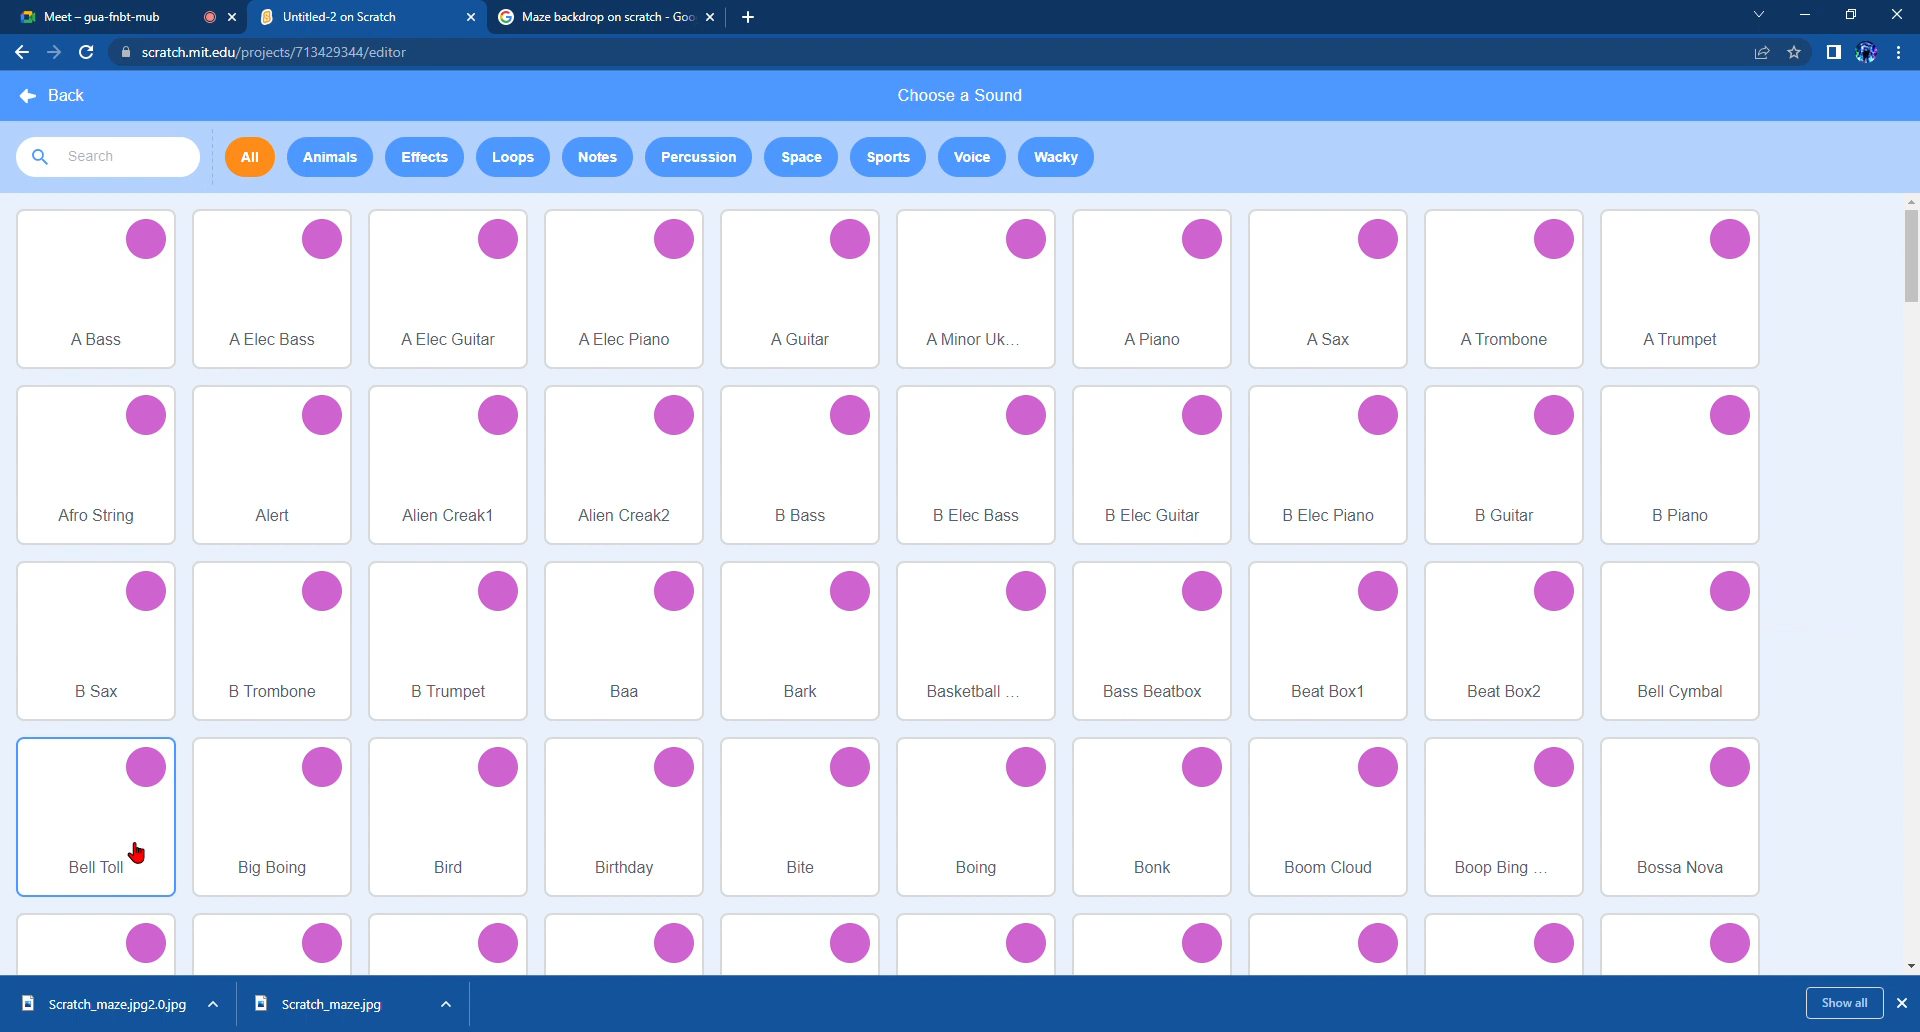 Meet – gua-fnbt-mub
Untitled-2 on Scratch
Maze backdrop on scratch - Goo
scratch.mit.edu/projects/713429344/editor
Back
Choose a Sound
Search
All
Animals
Effects
Loops
Notes
Percussion
Space
Sports
Voice
Wacky
A Bass
A Elec Bass
A Elec Guitar
A Elec Piano
A Guitar
A Minor Uk...
A Piano
A Sax
A Trombone
A Trumpet
Afro String
Alert
Alien Creak1
Alien Creak2
B Bass
B Elec Bass
B Elec Guitar
B Elec Piano
B Guitar
B Piano
B Sax
B Trombone
B Trumpet
Baa
Bark
Basketball ...
Bass Beatbox
Beat Box1
Beat Box2
Bell Cymbal
Bell Toll
Big Boing
Bird
Birthday
Bite
Boing
Bonk
Boom Cloud
Boop Bing ...
Bossa Nova
Scratch_maze.jpg2.0.jpg
Scratch_maze.jpg
Show all